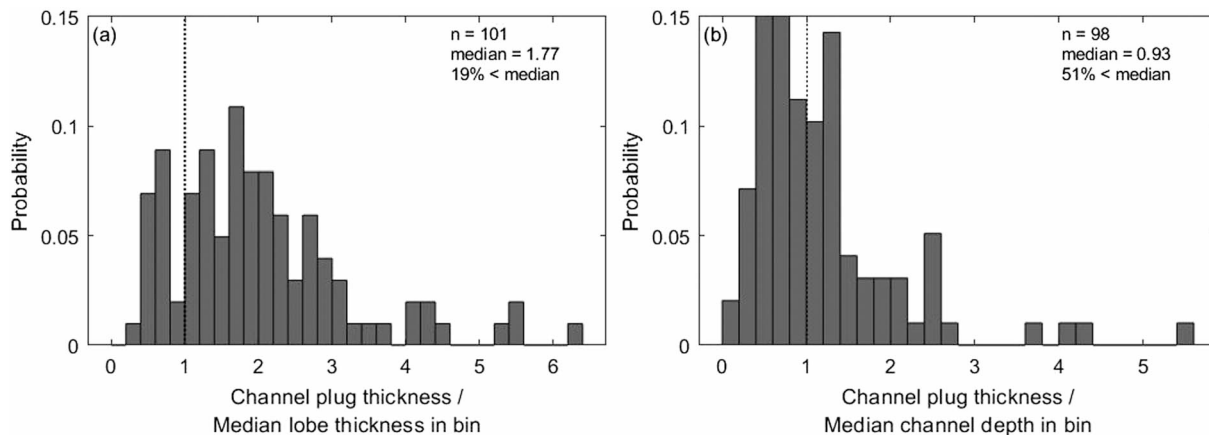 (a)
n = 101
median = 1.77
19% < median
0.15
0.1
0.05
0
Probability
0 1 2 3 4 5 6
Channel plug thickness /
Median lobe thickness in bin
(b)
n = 98
median = 0.93
51% < median
0.15
0.1
0.05
0
Probability
0 1 2 3 4 5
Channel plug thickness /
Median channel depth in bin